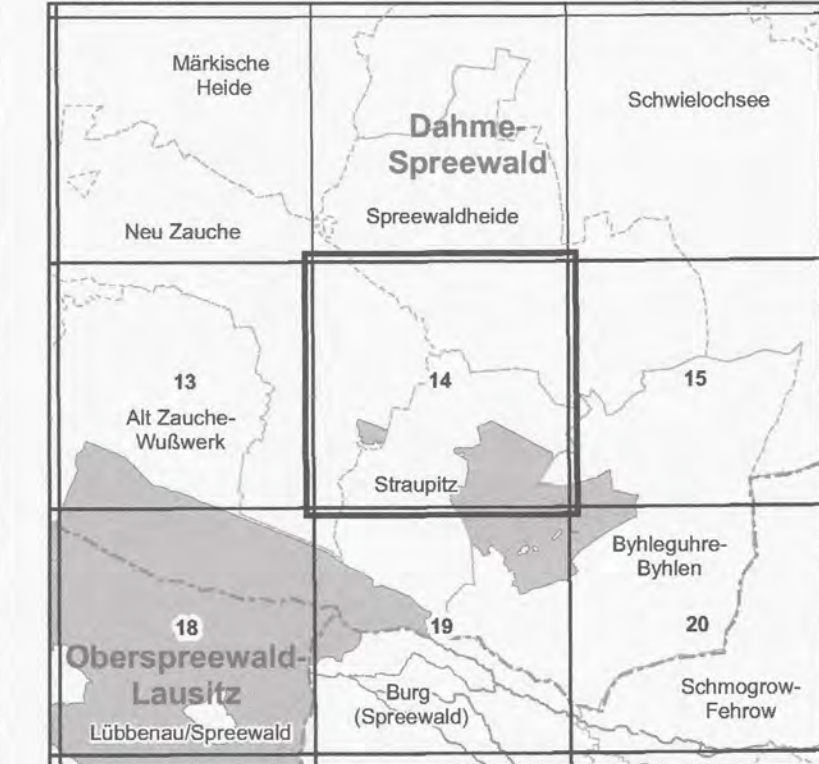 Märkische
Heide
Dahme-
Spreewald
Schwielochsee
Neu Zauche
Spreewaldheide
13
14
15
Alt Zauche-
Wußwerk
Straupitz
Byhleguhre-
Byhlen
18
19
20
Oberspreewald-
Lausitz
Burg
(Spreewald)
Schmogrow-
Fehrow
Lübbenau/Spreewald